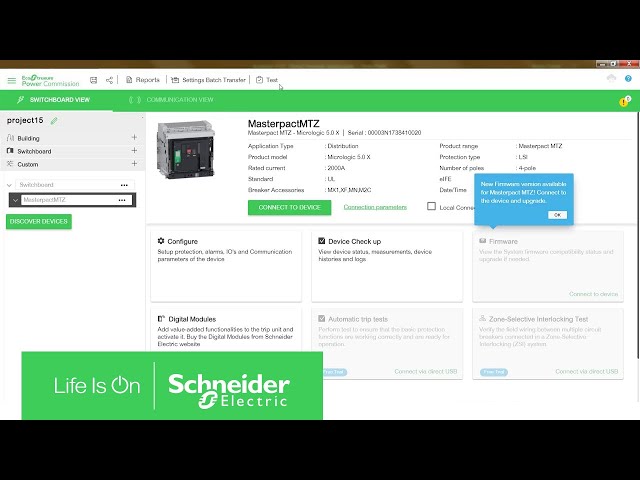 EcoStruxure
Power Commission
Reports
Settings Batch Transfer
Test
SWITCHBOARD VIEW
COMMUNICATION VIEW
project15
Building
Switchboard
Custom
Switchboard
MasterpactMTZ
DISCOVER DEVICES
MasterpactMTZ
Masterpact MTZ - Micrologic 5.0 X | Serial : 00003N1738410020
Application Type : Distribution
Product range : Masterpact MTZ
Product model : Micrologic 5.0 X
Protection type : LSI
Rated current : 2000A
Number of poles : 4-pole
Standard : UL
eIFE
Breaker Accessories : MX1,XF,MN,M2C
Date/Time
CONNECT TO DEVICE
Connection parameters
Local Connec
New Firmware version available
for Masterpact MTZ! Connect to
the device and upgrade.
OK
Configure
Setup protection, alarms, IO's and Communication
parameters of the device
Device Check up
View device status, measurements, device
histories and logs
Firmware
View the System firmware compatibility status and
upgrade if needed.
Connect to device
Digital Modules
Add value-added functionalities to the trip unit and
activate it. Buy the Digital Modules from Schneider
Electric website
Automatic trip tests
Perform test to ensure that the basic protection
functions are working correctly and are ready for
operation.
Free Test
Connect via direct USB
Zone-Selective Interlocking Test
Verify the field wiring between multiple circuit
breakers connected in a Zone-Selective
Interlocking (ZSI) system.
Free Test
Connect via direct USB
Life Is On
Schneider
Electric